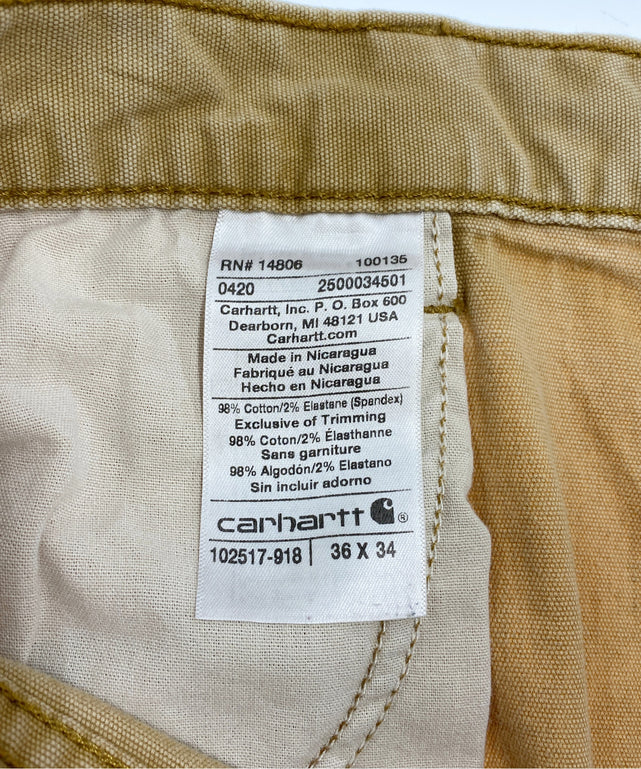 RN# 14806 100135
0420 2500034501
Carhartt, Inc. P. O. Box 600
Dearborn, MI 48121 USA
Carhartt.com
Made in Nicaragua
Fabriqué au Nicaragua
Hecho en Nicaragua
98% Cotton/2% Elastane (Spandex)
Exclusive of Trimming
98% Coton/2% Élasthanne
Sans garniture
98% Algodón/2% Elastano
Sin incluir adorno
carhartt ®
102517-918 | 36 X 34